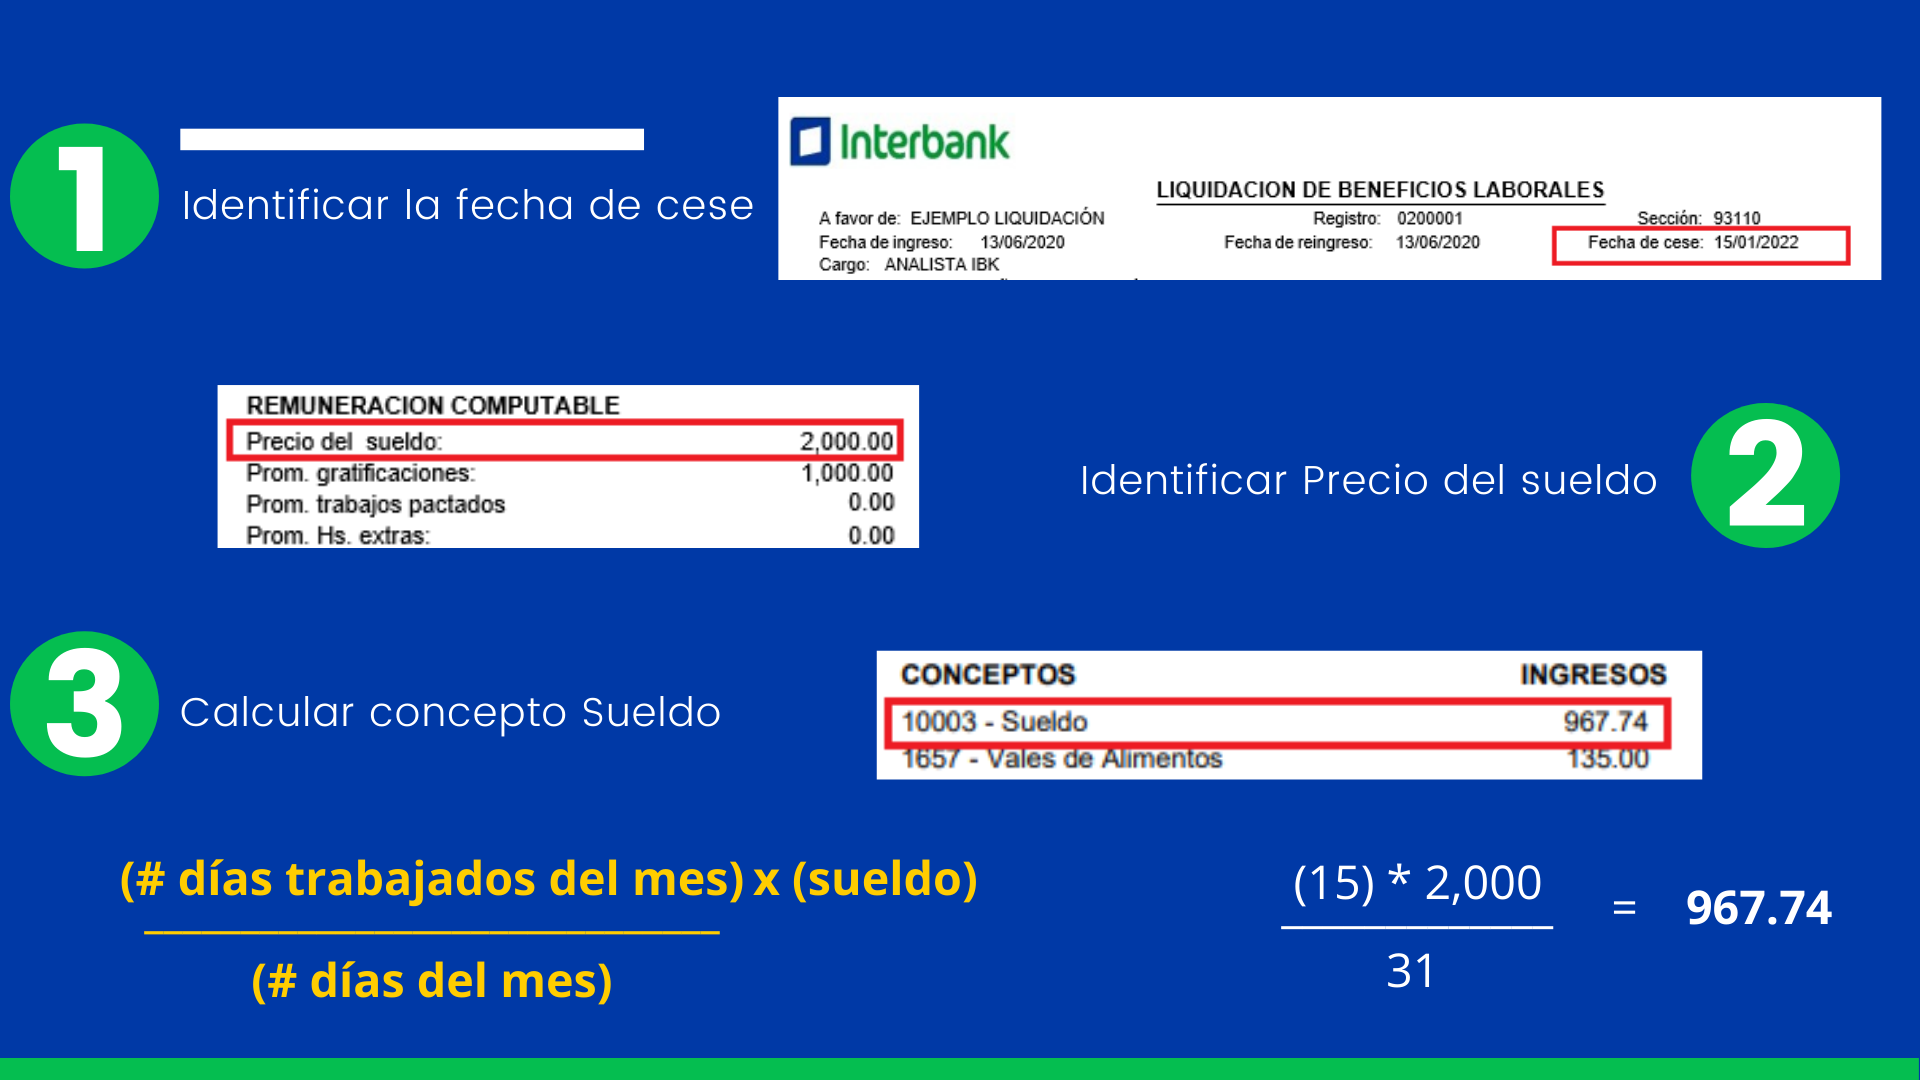 1
Identificar la fecha de cese
Interbank
LIQUIDACION DE BENEFICIOS LABORALES
A favor de: EJEMPLO LIQUIDACIÓN Registro: 0200001 Sección: 93110
Fecha de ingreso: 13/06/2020 Fecha de reingreso: 13/06/2020 Fecha de cese: 15/01/2022
Cargo: ANALISTA IBK
REMUNERACION COMPUTABLE
Precio del sueldo: 2,000.00
Prom. gratificaciones: 1,000.00
Prom. trabajos pactados 0.00
Prom. Hs. extras: 0.00
Identificar Precio del sueldo
2
3
Calcular concepto Sueldo
CONCEPTOS INGRESOS
10003 - Sueldo 967.74
1657 - Vales de Alimentos 135.00
(# días trabajados del mes) x (sueldo)
(# días del mes)
(15) * 2,000
31
= 967.74